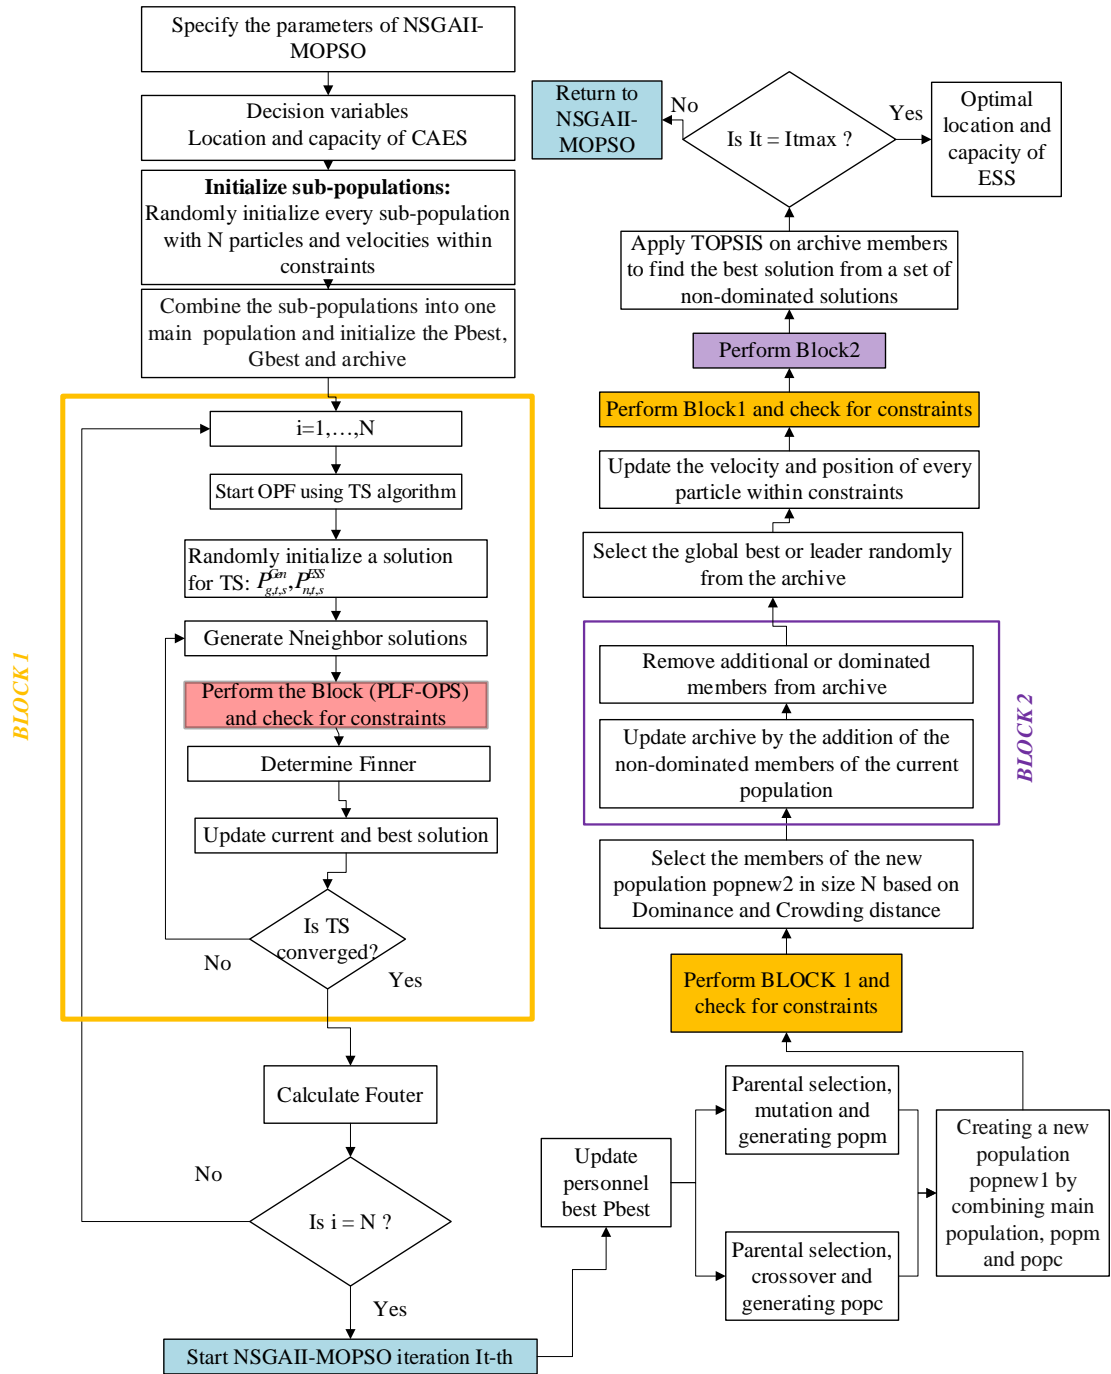 Specify the parameters of NSGAII-
MOPSO
Decision variables
Location and capacity of CAES
Initialize sub-populations:
Randomly initialize every sub-population
with N particles and velocities within
constraints
Combine the sub-populations into one
main population and initialize the Pbest,
Gbest and archive
BLOCK 1
i=1,…,N
Start OPF using TS algorithm
Randomly initialize a solution
for TS: P_{g,t,s}^{Gen}, P_{n,t,s}^{ESS}
Generate Nneighbor solutions
Perform the Block (PLF-OPS)
and check for constraints
Determine Finner
Update current and best solution
Is TS
converged?
No
Yes
Calculate Fouter
No
Is i = N ?
Yes
Start NSGAII-MOPSO iteration It-th
Update
personnel
best Pbest
Parental selection,
mutation and
generating popm
Parental selection,
crossover and
generating popc
Creating a new
population
popnew1 by
combining main
population, popm
and popc
Perform BLOCK 1 and
check for constraints
Select the members of the new
population popnew2 in size N based on
Dominance and Crowding distance
BLOCK 2
Update archive by the addition of the
non-dominated members of the current
population
Remove additional or dominated
members from archive
Select the global best or leader randomly
from the archive
Update the velocity and position of every
particle within constraints
Perform Block1 and check for constraints
Perform Block2
Apply TOPSIS on archive members
to find the best solution from a set of
non-dominated solutions
Is It = Itmax ?
No
Yes
Return to
NSGAII-
MOPSO
Optimal
location and
capacity of
ESS